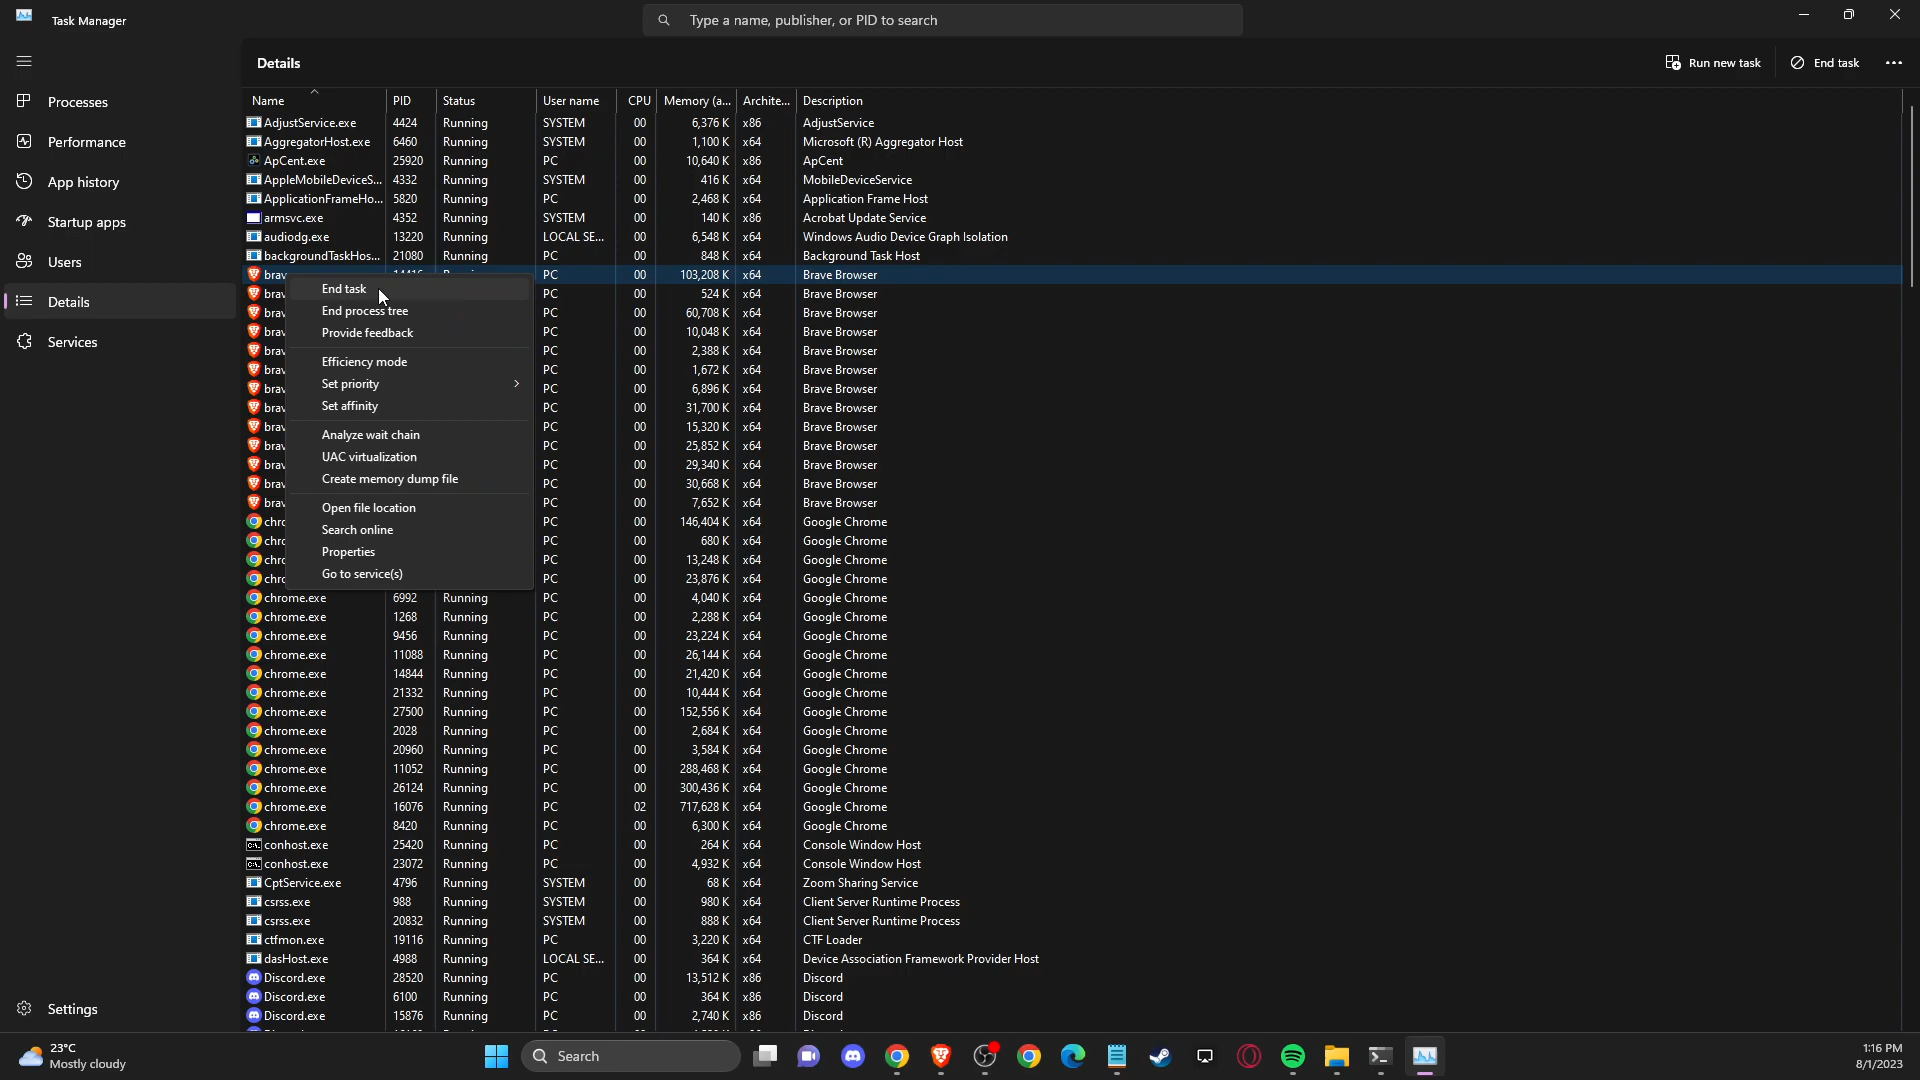 Task Manager
Type a name, publisher, or PID to search
Details
Run new task
End task
Processes
Performance
App history
Startup apps
Users
Details
Services
Settings
Name PID Status User name CPU Memory (a... Archite... Description
AdjustService.exe 4424 Running SYSTEM 00 6,376 K x86 AdjustService
AggregatorHost.exe 6460 Running SYSTEM 00 1,100 K x64 Microsoft (R) Aggregator Host
ApCent.exe 25920 Running PC 00 10,640 K x86 ApCent
AppleMobileDeviceS... 4332 Running SYSTEM 00 416 K x64 MobileDeviceService
ApplicationFrameHo... 5820 Running PC 00 2,468 K x64 Application Frame Host
armsvc.exe 4352 Running SYSTEM 00 140 K x86 Acrobat Update Service
audiodg.exe 13220 Running LOCAL SE... 00 6,548 K x64 Windows Audio Device Graph Isolation
backgroundTaskHos... 21080 Running PC 00 848 K x64 Background Task Host
brav PC 00 103,208 K x64 Brave Browser
brav PC 00 524 K x64 Brave Browser
brav PC 00 60,708 K x64 Brave Browser
brav PC 00 10,048 K x64 Brave Browser
brav PC 00 2,388 K x64 Brave Browser
brav PC 00 1,672 K x64 Brave Browser
brav PC 00 6,896 K x64 Brave Browser
brav PC 00 31,700 K x64 Brave Browser
brav PC 00 15,320 K x64 Brave Browser
brav PC 00 25,852 K x64 Brave Browser
brav PC 00 29,340 K x64 Brave Browser
brav PC 00 30,668 K x64 Brave Browser
brav PC 00 7,652 K x64 Brave Browser
chrc PC 00 146,404 K x64 Google Chrome
chrc PC 00 680 K x64 Google Chrome
chrc PC 00 13,248 K x64 Google Chrome
chrc PC 00 23,876 K x64 Google Chrome
chrome.exe 6992 Running PC 00 4,040 K x64 Google Chrome
chrome.exe 1268 Running PC 00 2,288 K x64 Google Chrome
chrome.exe 9456 Running PC 00 23,224 K x64 Google Chrome
chrome.exe 11088 Running PC 00 26,144 K x64 Google Chrome
chrome.exe 14844 Running PC 00 21,420 K x64 Google Chrome
chrome.exe 21332 Running PC 00 10,444 K x64 Google Chrome
chrome.exe 27500 Running PC 00 152,556 K x64 Google Chrome
chrome.exe 2028 Running PC 00 2,684 K x64 Google Chrome
chrome.exe 20960 Running PC 00 3,584 K x64 Google Chrome
chrome.exe 11052 Running PC 00 288,468 K x64 Google Chrome
chrome.exe 26124 Running PC 00 300,436 K x64 Google Chrome
chrome.exe 16076 Running PC 02 717,628 K x64 Google Chrome
chrome.exe 8420 Running PC 00 6,300 K x64 Google Chrome
conhost.exe 25420 Running PC 00 264 K x64 Console Window Host
conhost.exe 23072 Running PC 00 4,932 K x64 Console Window Host
CptService.exe 4796 Running SYSTEM 00 68 K x64 Zoom Sharing Service
csrss.exe 988 Running SYSTEM 00 980 K x64 Client Server Runtime Process
csrss.exe 20832 Running SYSTEM 00 888 K x64 Client Server Runtime Process
ctfmon.exe 19116 Running PC 00 3,220 K x64 CTF Loader
dasHost.exe 4988 Running LOCAL SE... 00 364 K x64 Device Association Framework Provider Host
Discord.exe 28520 Running PC 00 13,512 K x86 Discord
Discord.exe 6100 Running PC 00 364 K x86 Discord
Discord.exe 15876 Running PC 00 2,740 K x86 Discord
End task
End process tree
Provide feedback
Efficiency mode
Set priority
Set affinity
Analyze wait chain
UAC virtualization
Create memory dump file
Open file location
Search online
Properties
Go to service(s)
23°C
Mostly cloudy
Search
1:16 PM
8/1/2023